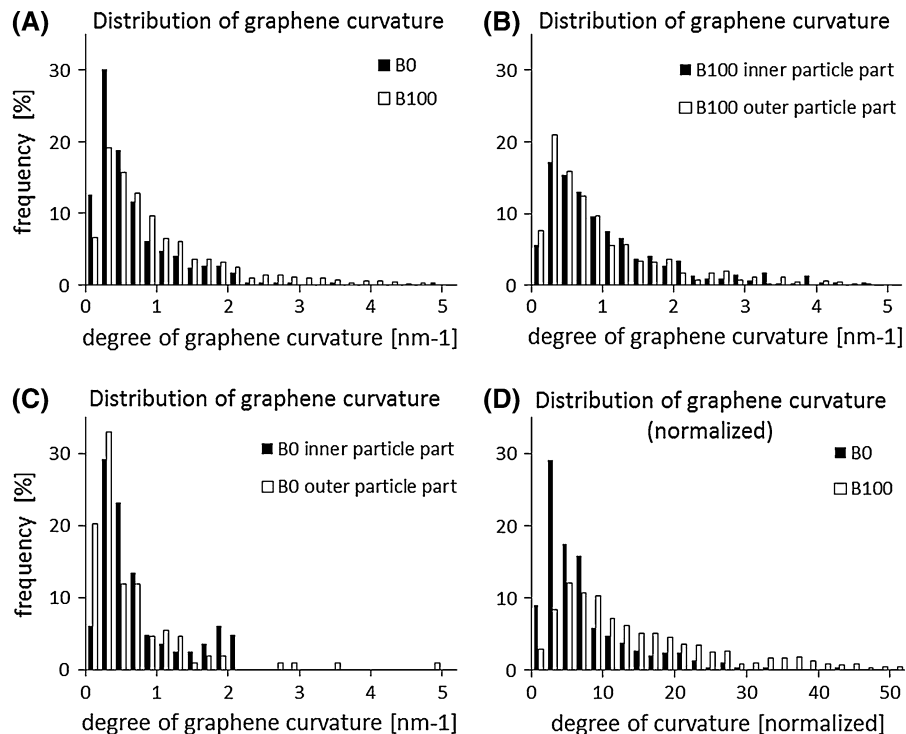 (A) Distribution of graphene curvature
30
20
10
0
frequency [%]
B0
B100
0 1 2 3 4 5
degree of graphene curvature [nm-1]
(B) Distribution of graphene curvature
30
20
10
0
B100 inner particle part
B100 outer particle part
0 1 2 3 4 5
degree of graphene curvature [nm-1]
(C) Distribution of graphene curvature
30
20
10
0
frequency [%]
B0 inner particle part
B0 outer particle part
0 1 2 3 4 5
degree of graphene curvature [nm-1]
(D) Distribution of graphene curvature
(normalized)
30
20
10
0
B0
B100
0 10 20 30 40 50
degree of curvature [normalized]